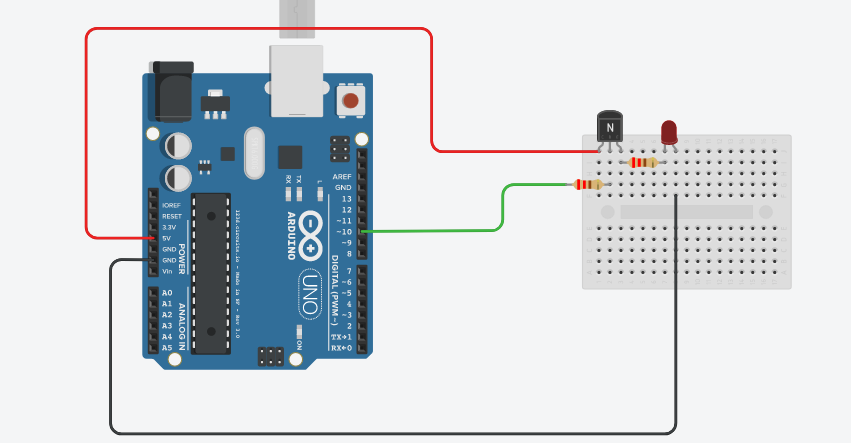 N
AREF
GND
13
12
~11
~10
~9
8
7
~6
~5
4
~3
2
TX→1
RX←0
IOREF
RESET
3.3V
5V
GND
GND
Vin
A0
A1
A2
A3
A4
A5
POWER
ANALOG IN
RX
TX
L
ARDUINO
UNO
DIGITAL (PWM~)
ON